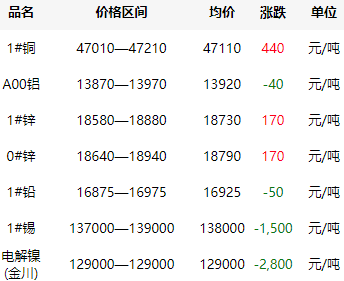 品名 价格区间 均价 涨跌 单位
1#铜 47010—47210 47110 440 元/吨
A00铝 13870—13970 13920 -40 元/吨
1#锌 18580—18880 18730 170 元/吨
0#锌 18640—18940 18790 170 元/吨
1#铅 16875—16975 16925 -50 元/吨
1#锡 137000—139000 138000 -1,500 元/吨
电解镍
(金川) 129000—129000 129000 -2,800 元/吨